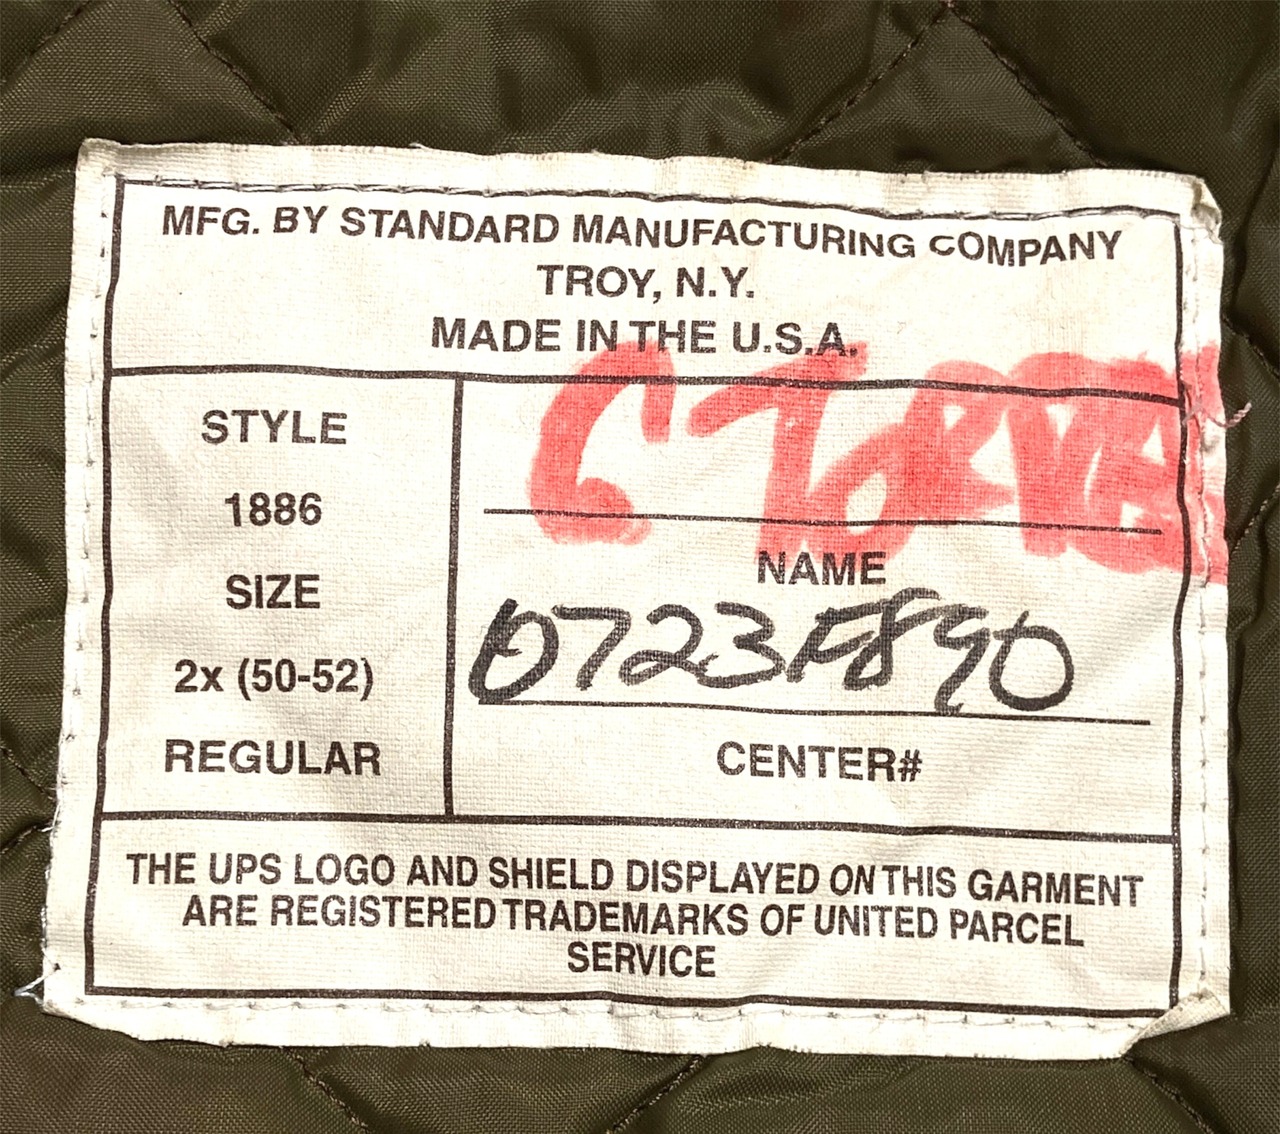 MFG. BY STANDARD MANUFACTURING COMPANY
TROY, N.Y.
MADE IN THE U.S.A.
STYLE
1886
SIZE
2x (50-52)
REGULAR
NAME
0723F890
CENTER#
THE UPS LOGO AND SHIELD DISPLAYED ON THIS GARMENT
ARE REGISTERED TRADEMARKS OF UNITED PARCEL
SERVICE